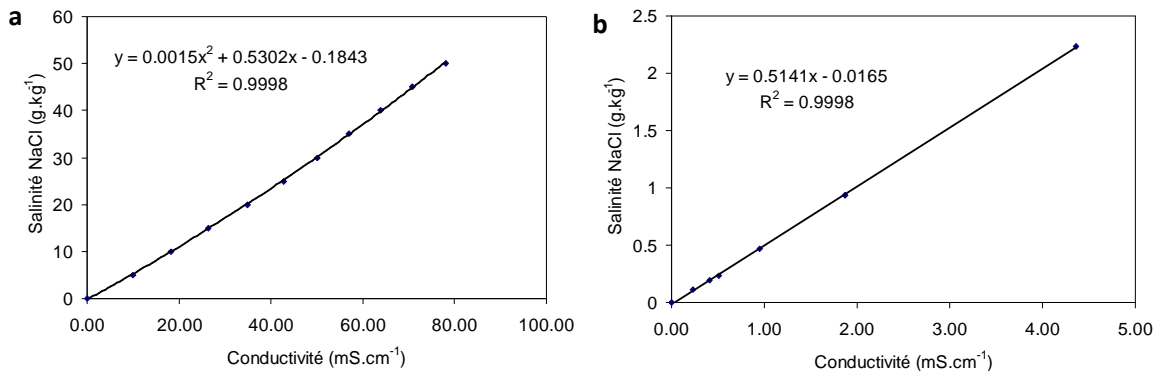 a
60
50
40
30
20
10
0
y = 0.0015x² + 0.5302x - 0.1843
R² = 0.9998
Salinité NaCl (g.kg⁻¹)
0.00 20.00 40.00 60.00 80.00 100.00
Conductivité (mS.cm⁻¹)
b
2.5
2
1.5
1
0.5
0
y = 0.5141x - 0.0165
R² = 0.9998
Salinité NaCl (g.kg⁻¹)
0.00 1.00 2.00 3.00 4.00 5.00
Conductivité (mS.cm⁻¹)